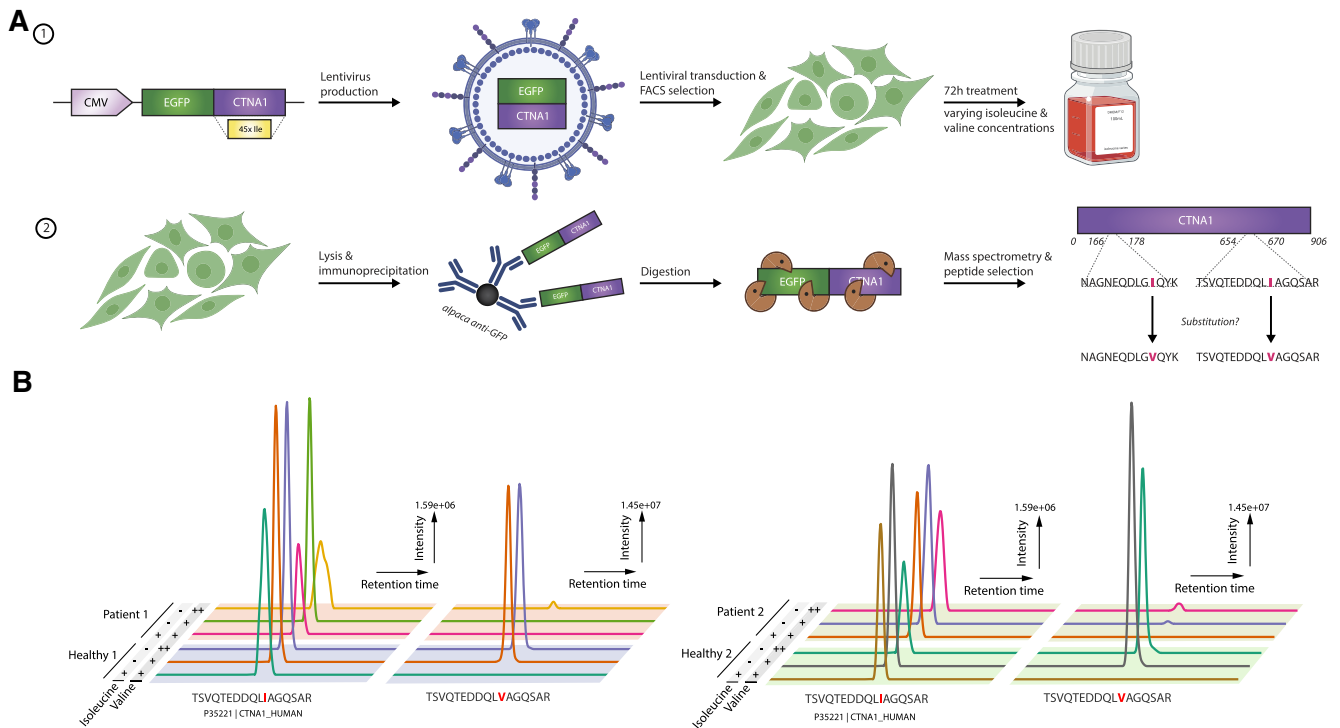 A
1
CMV
EGFP
CTNA1
45x Ile
Lentivirus
production
EGFP
CTNA1
Lentiviral transduction &
FACS selection
72h treatment
varying isoleucine &
valine concentrations
2
Lysis &
immunoprecipitation
EGFP
CTNA1
EGFP
CTNA1
alpaca anti-GFP
Digestion
EGFP
CTNA1
Mass spectrometry &
peptide selection
CTNA1
0 166 178 654 670 906
NAGNEQDLGIQYK TSVQTEDDQLIAGQSAR
Substitution?
NAGNEQDLGVQYK TSVQTEDDQLVAGQSAR
B
1.59e+06
Intensity
Retention time
1.45e+07
Intensity
Retention time
Patient 1
- ++
- +
+ +
Healthy 1
- ++
- +
+ +
Isoleucine
Valine
TSVQTEDDQLIAGQSAR
P35221 | CTNA1_HUMAN
TSVQTEDDQLVAGQSAR
1.59e+06
Intensity
Retention time
1.45e+07
Intensity
Retention time
Patient 2
- ++
- +
+ +
Healthy 2
- ++
- +
+ +
Isoleucine
Valine
TSVQTEDDQLIAGQSAR
P35221 | CTNA1_HUMAN
TSVQTEDDQLVAGQSAR